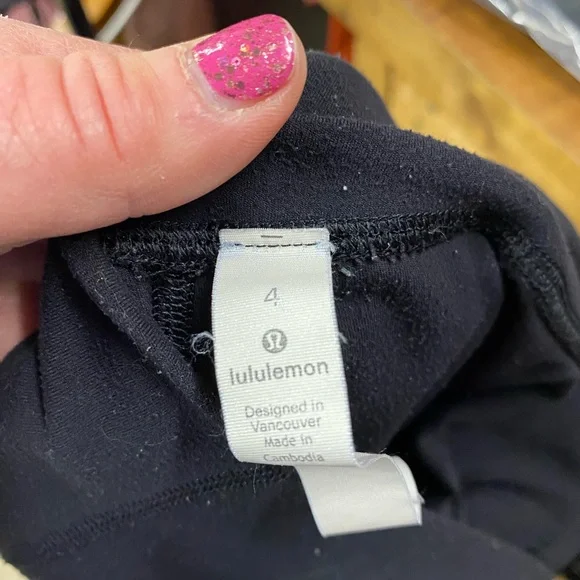 4
lululemon
Designed in
Vancouver
Made in
Cambodia